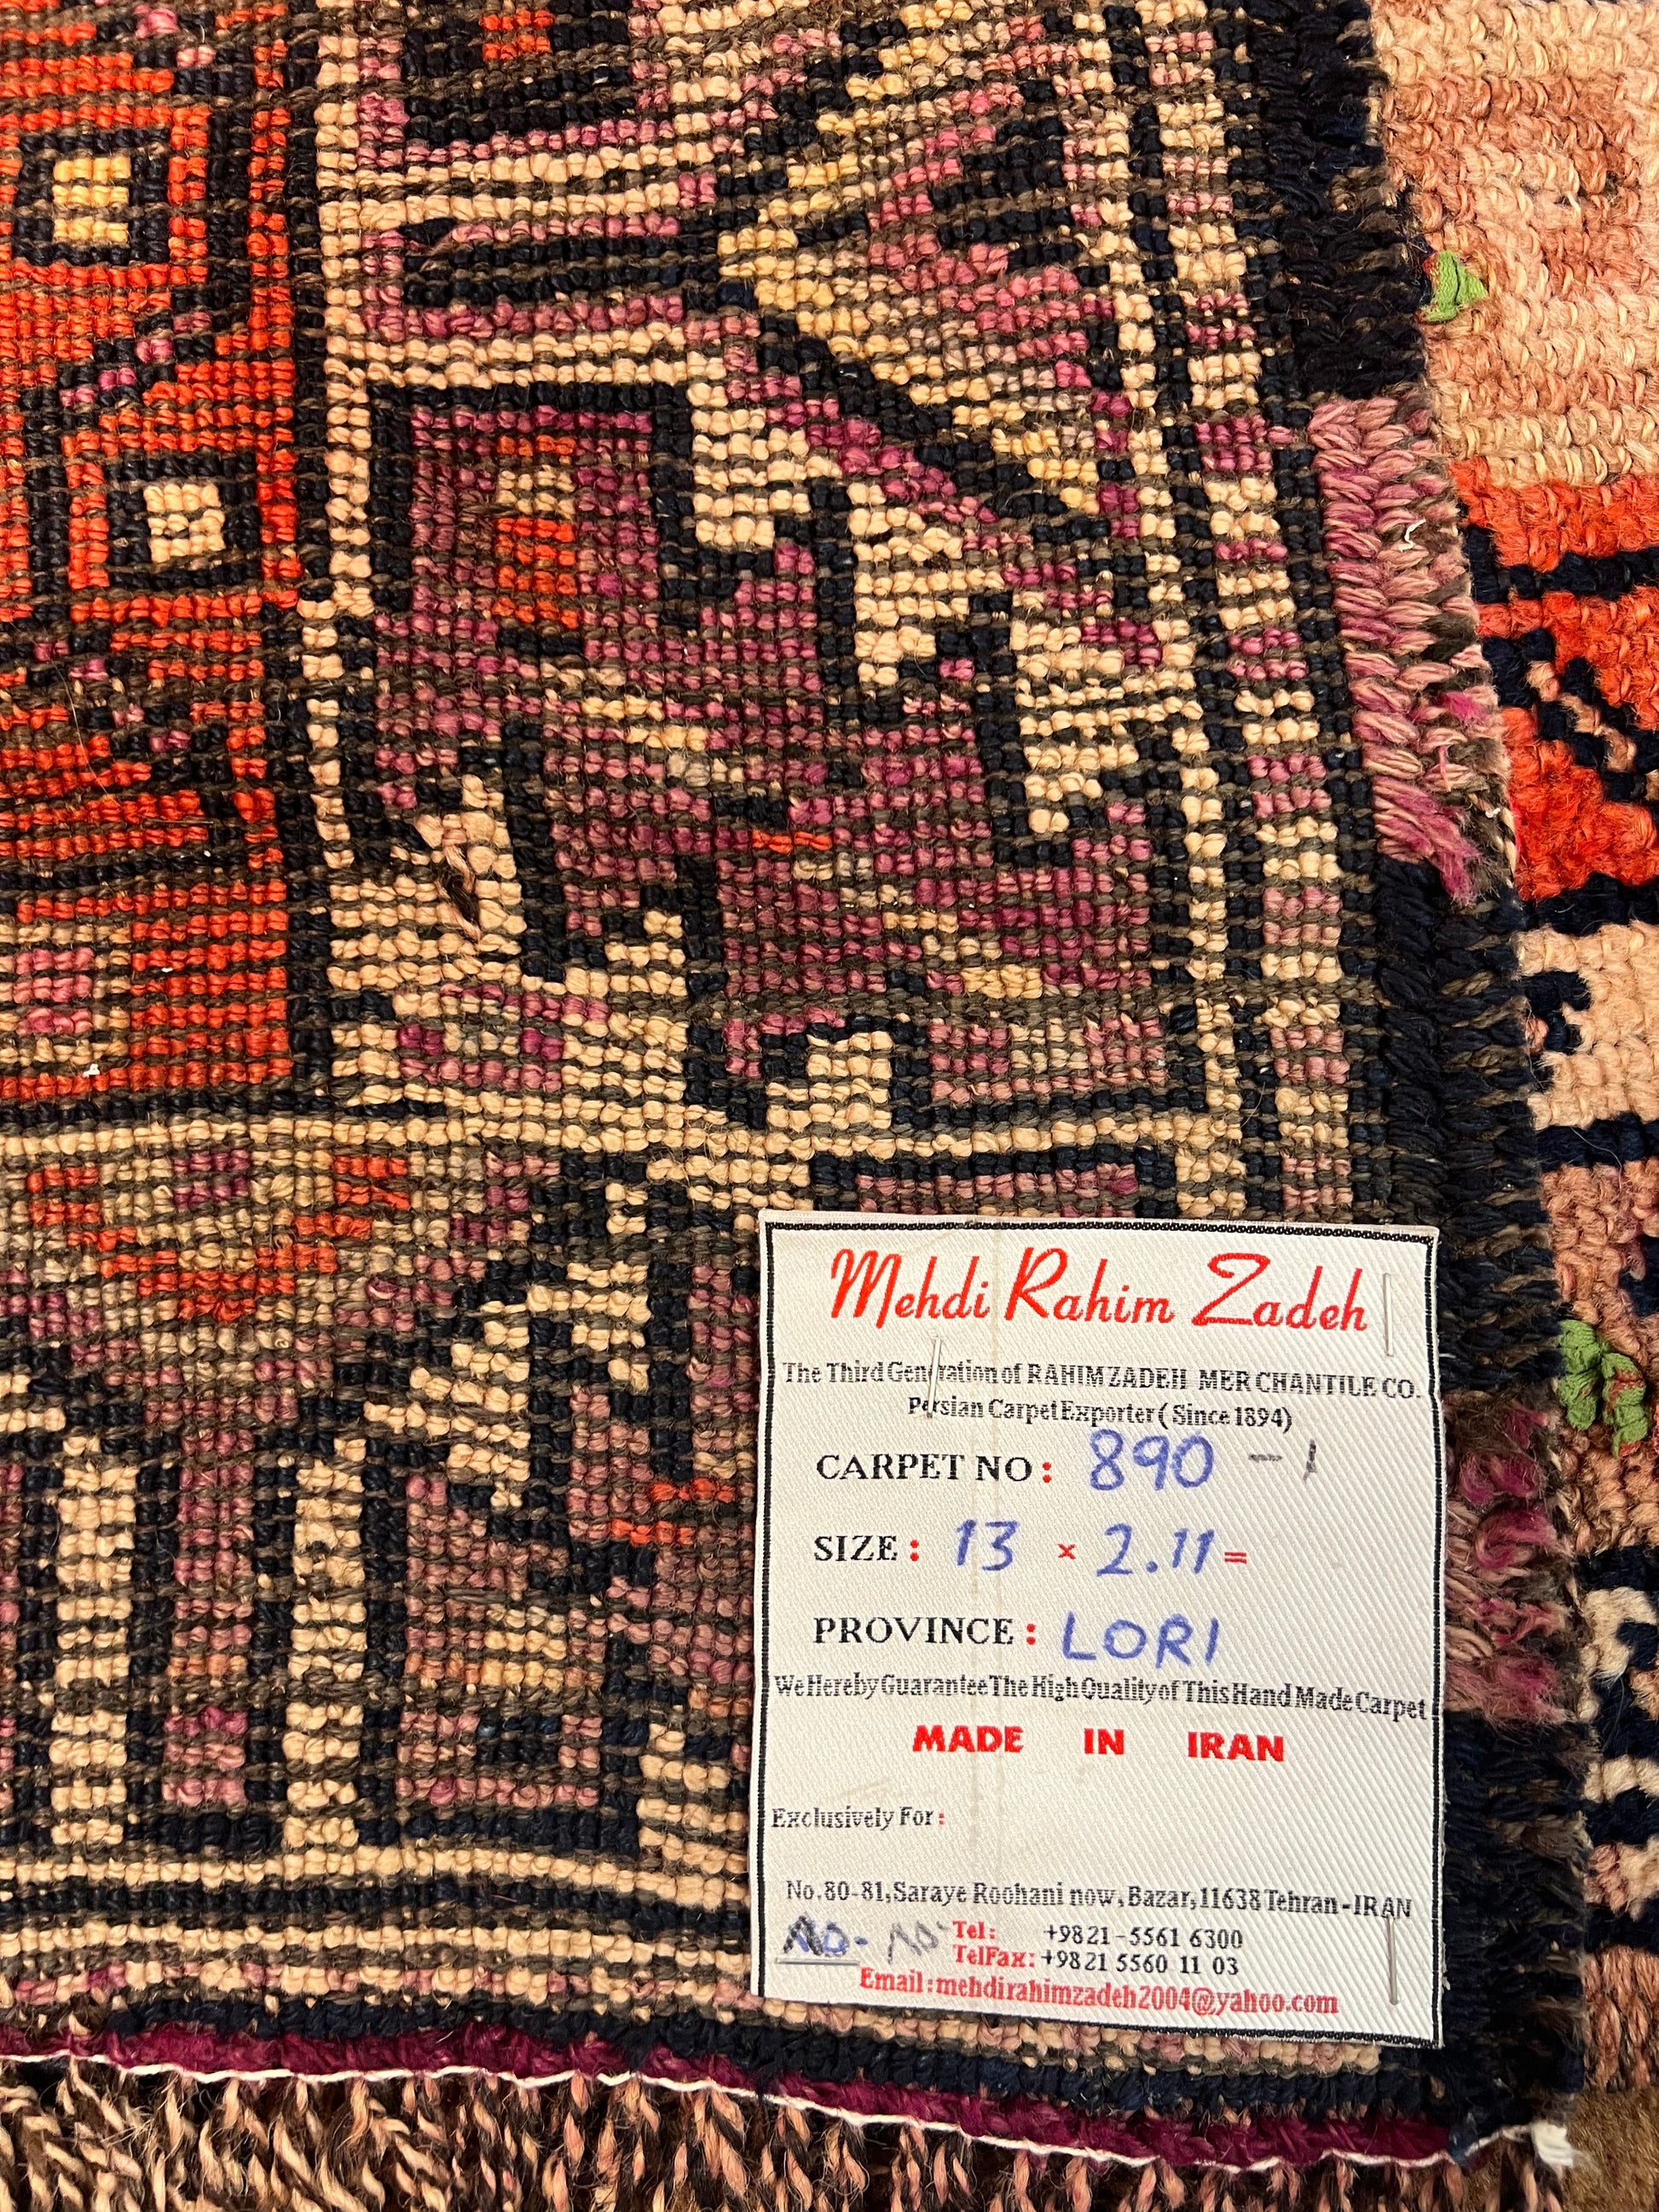 Mehdi Rahim Zadeh
The Third Generation of RAHIMZADEH MERCHANTILE CO.
Persian Carpet Exporter ( Since 1894)
CARPET NO : 890 - 1
SIZE : 13 × 2.11 =
PROVINCE : LORI
We Hereby Guarantee The High Quality of This Hand Made Carpet
MADE IN IRAN
Exclusively For:
No.80-81,Saraye Roohani now, Bazar,11638 Tehran-IRAN
Tel: +9821-5561 6300
TelFax: +9821 5560 11 03
Email:mehdirahimzadeh2004@yahoo.com